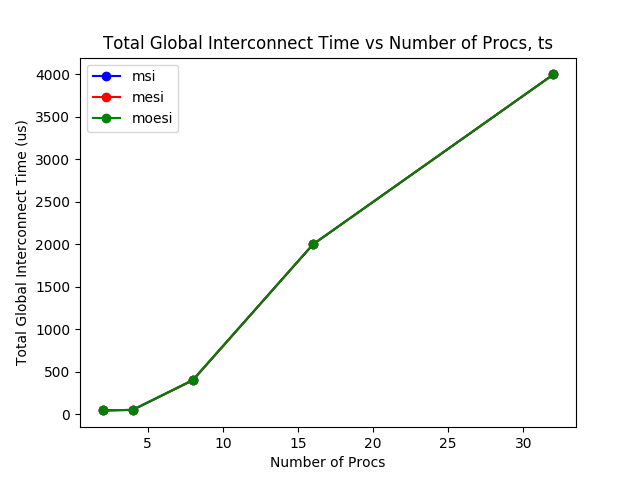 Total Global Interconnect Time vs Number of Procs, ts
msi
mesi
moesi
Total Global Interconnect Time (us)
4000
3500
3000
2500
2000
1500
1000
500
0
5 10 15 20 25 30
Number of Procs